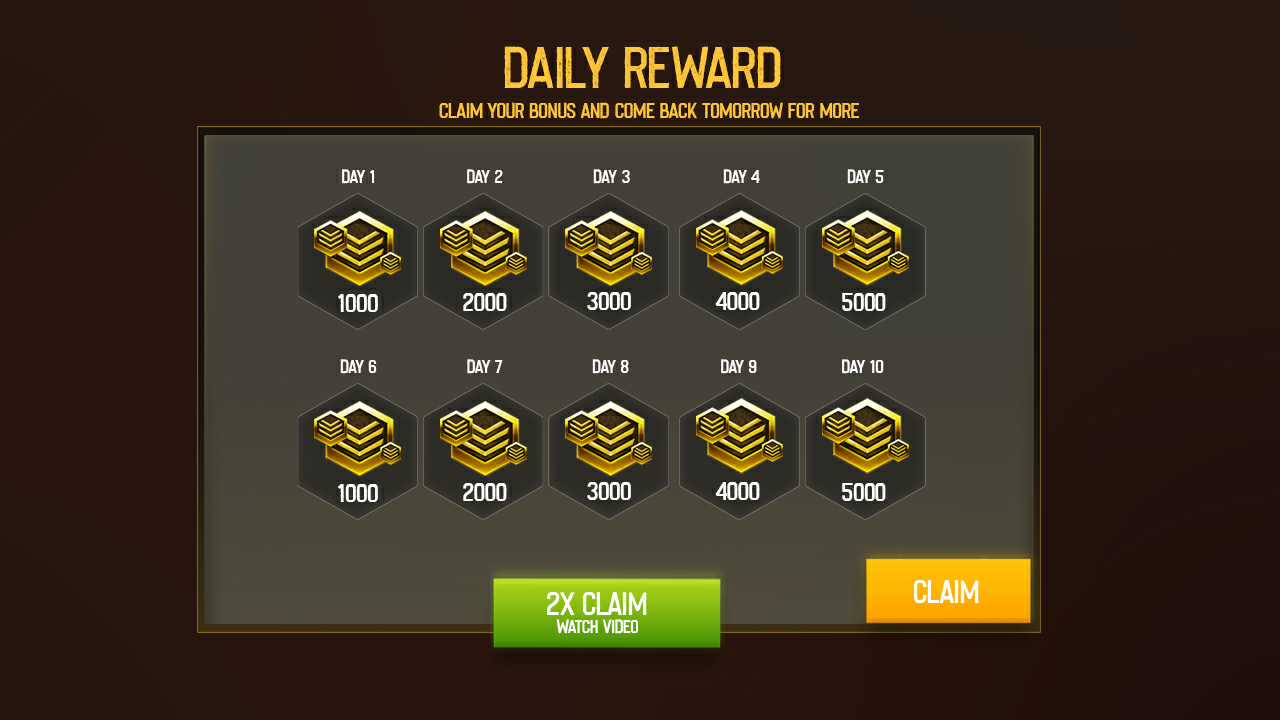 DAILY REWARD
CLAIM YOUR BONUS AND COME BACK TOMORROW FOR MORE
DAY 1 DAY 2 DAY 3 DAY 4 DAY 5
1000 2000 3000 4000 5000
DAY 6 DAY 7 DAY 8 DAY 9 DAY 10
1000 2000 3000 4000 5000
2X CLAIM
WATCH VIDEO
CLAIM